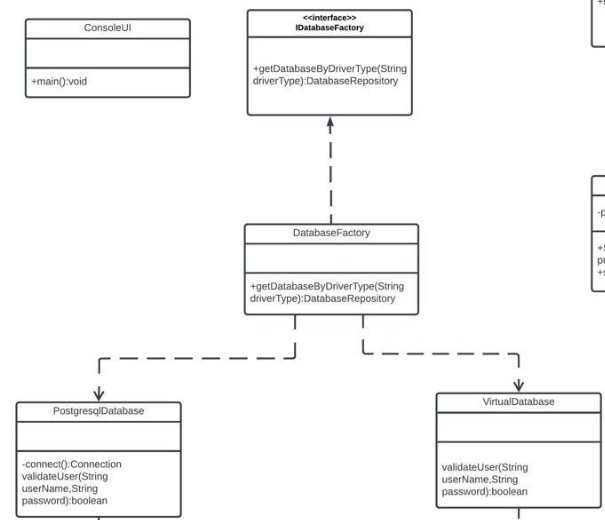 ConsoleUI
+main():void
<<interface>>
IDatabaseFactory
+getDatabaseByDriverType(String
driverType):DatabaseRepository
DatabaseFactory
+getDatabaseByDriverType(String
driverType):DatabaseRepository
PostgresqlDatabase
-connect():Connection
validateUser(String
userName,String
password):boolean
VirtualDatabase
validateUser(String
userName,String
password):boolean